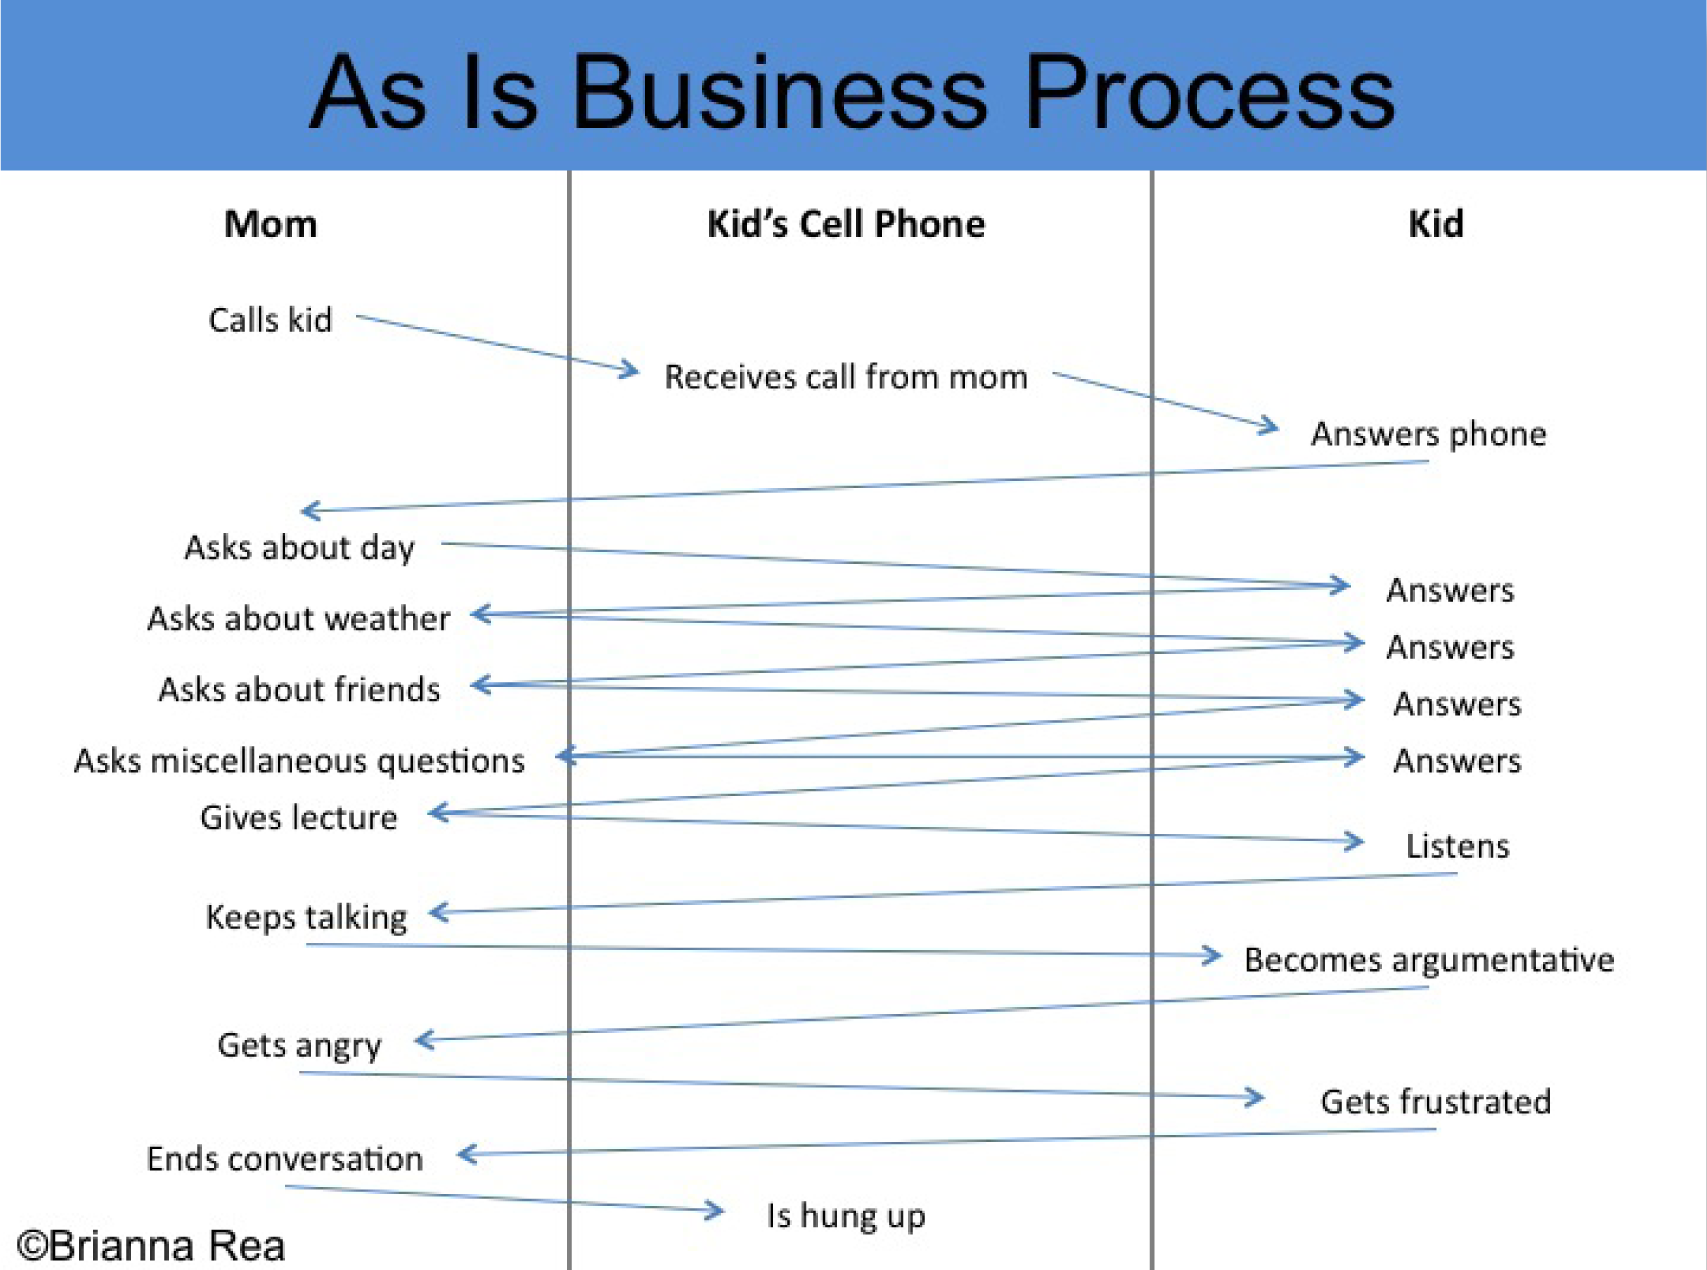 As Is Business Process
Mom
Kid's Cell Phone
Kid
Calls kid
Receives call from mom
Answers phone
Asks about day
Answers
Asks about weather
Answers
Asks about friends
Answers
Asks miscellaneous questions
Answers
Gives lecture
Listens
Keeps talking
Becomes argumentative
Gets angry
Gets frustrated
Ends conversation
Is hung up
©Brianna Rea